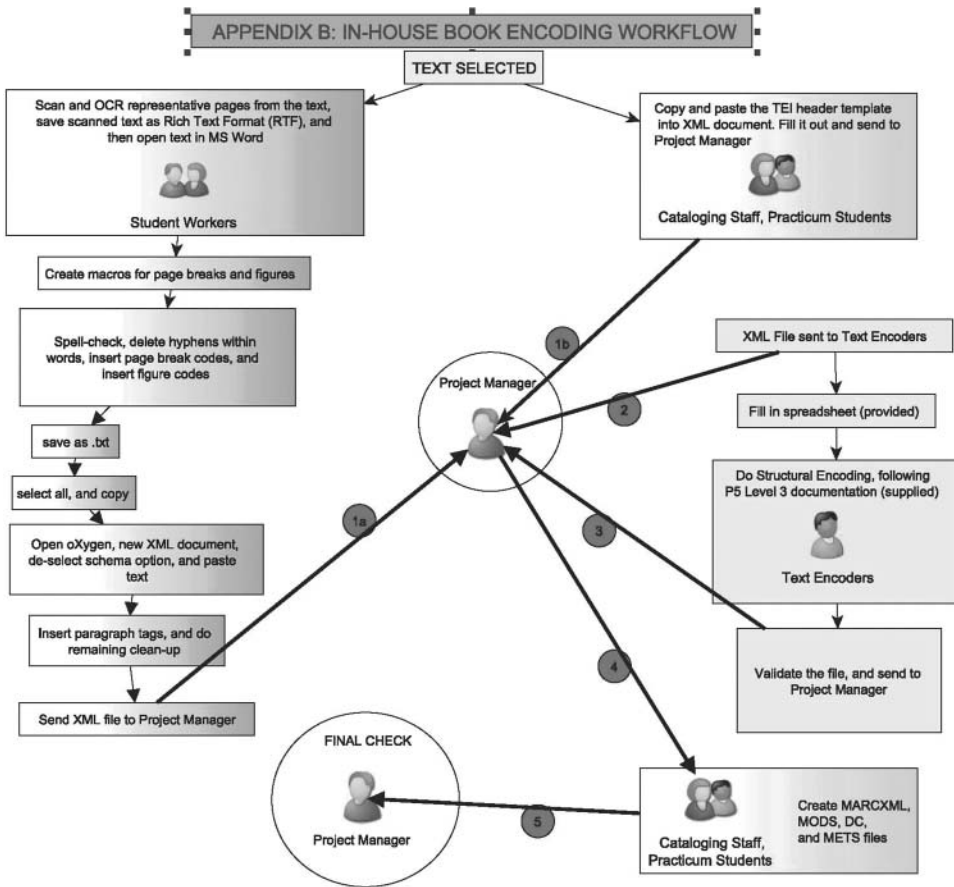 APPENDIX B: IN-HOUSE BOOK ENCODING WORKFLOW
TEXT SELECTED
Scan and OCR representative pages from the text,
save scanned text as Rich Text Format (RTF), and
then open text in MS Word
Student Workers
Create macros for page breaks and figures
Spell-check, delete hyphens within
words, insert page break codes, and
insert figure codes
save as .txt
select all, and copy
Open oXygen, new XML document,
de-select schema option, and paste
text
Insert paragraph tags, and do
remaining clean-up
Send XML file to Project Manager
1a
Copy and paste the TEI header template
into XML document. Fill it out and send to
Project Manager
Cataloging Staff, Practicum Students
1b
Project Manager
XML File sent to Text Encoders
2
Fill in spreadsheet (provided)
Do Structural Encoding, following
P5 Level 3 documentation (supplied)
Text Encoders
Validate the file, and send to
Project Manager
3
4
Cataloging Staff,
Practicum Students
Create MARCXML,
MODS, DC,
and METS files
5
FINAL CHECK
Project Manager